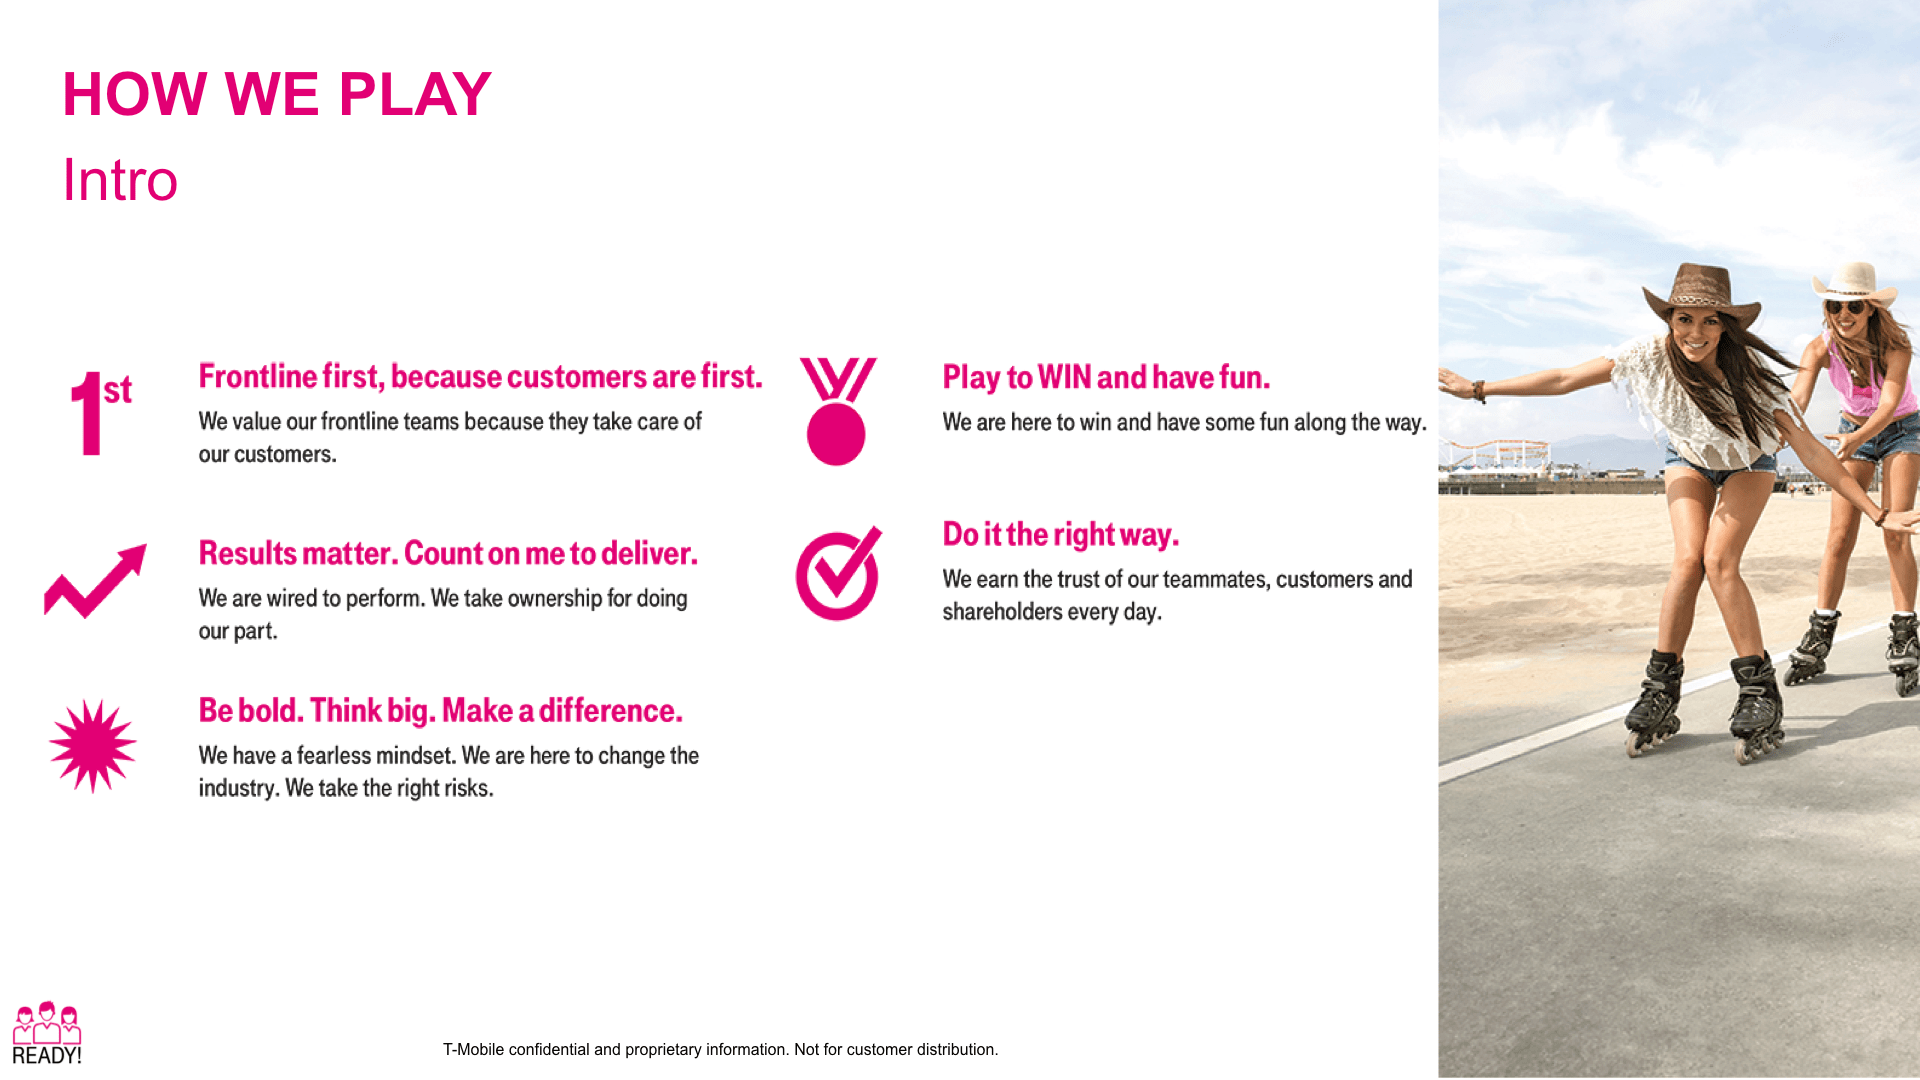 HOW WE PLAY
Intro
1st
Frontline first, because customers are first.
We value our frontline teams because they take care of
our customers.
Results matter. Count on me to deliver.
We are wired to perform. We take ownership for doing
our part.
Be bold. Think big. Make a difference.
We have a fearless mindset. We are here to change the
industry. We take the right risks.
Play to WIN and have fun.
We are here to win and have some fun along the way.
Do it the right way.
We earn the trust of our teammates, customers and
shareholders every day.
READY!
T-Mobile confidential and proprietary information. Not for customer distribution.